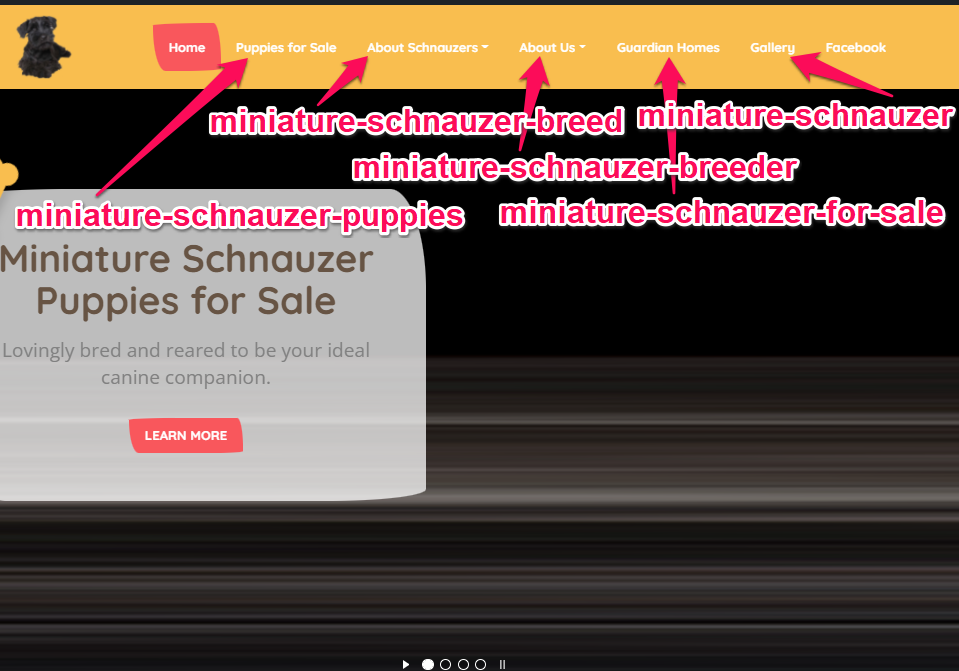 Home Puppies for Sale About Schnauzers About Us Guardian Homes Gallery Facebook
miniature-schnauzer-breed miniature-schnauzer
miniature-schnauzer-breeder
miniature-schnauzer-puppies miniature-schnauzer-for-sale
Miniature Schnauzer
Puppies for Sale
Lovingly bred and reared to be your ideal
canine companion.
LEARN MORE